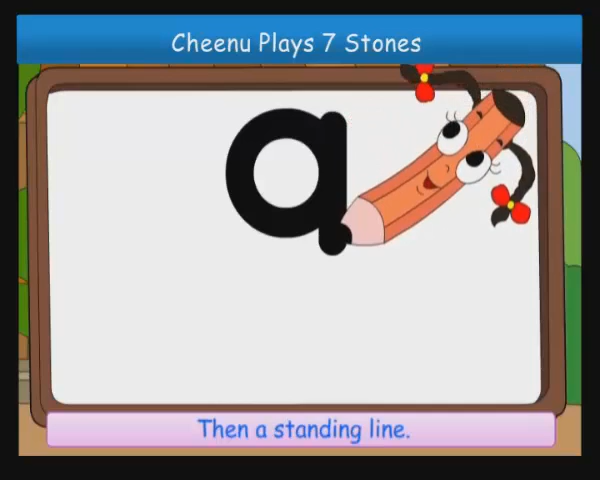 Cheenu Plays 7 Stones
a
Then a standing line.